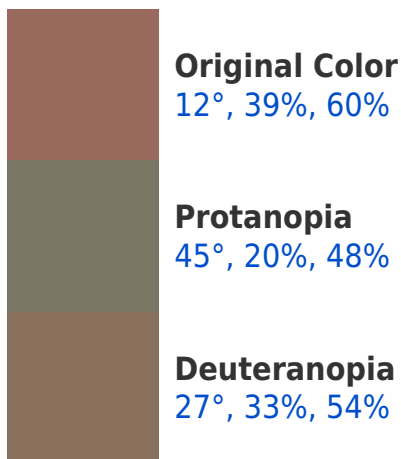 Original Color
12°, 39%, 60%
Protanopia
45°, 20%, 48%
Deuteranopia
27°, 33%, 54%